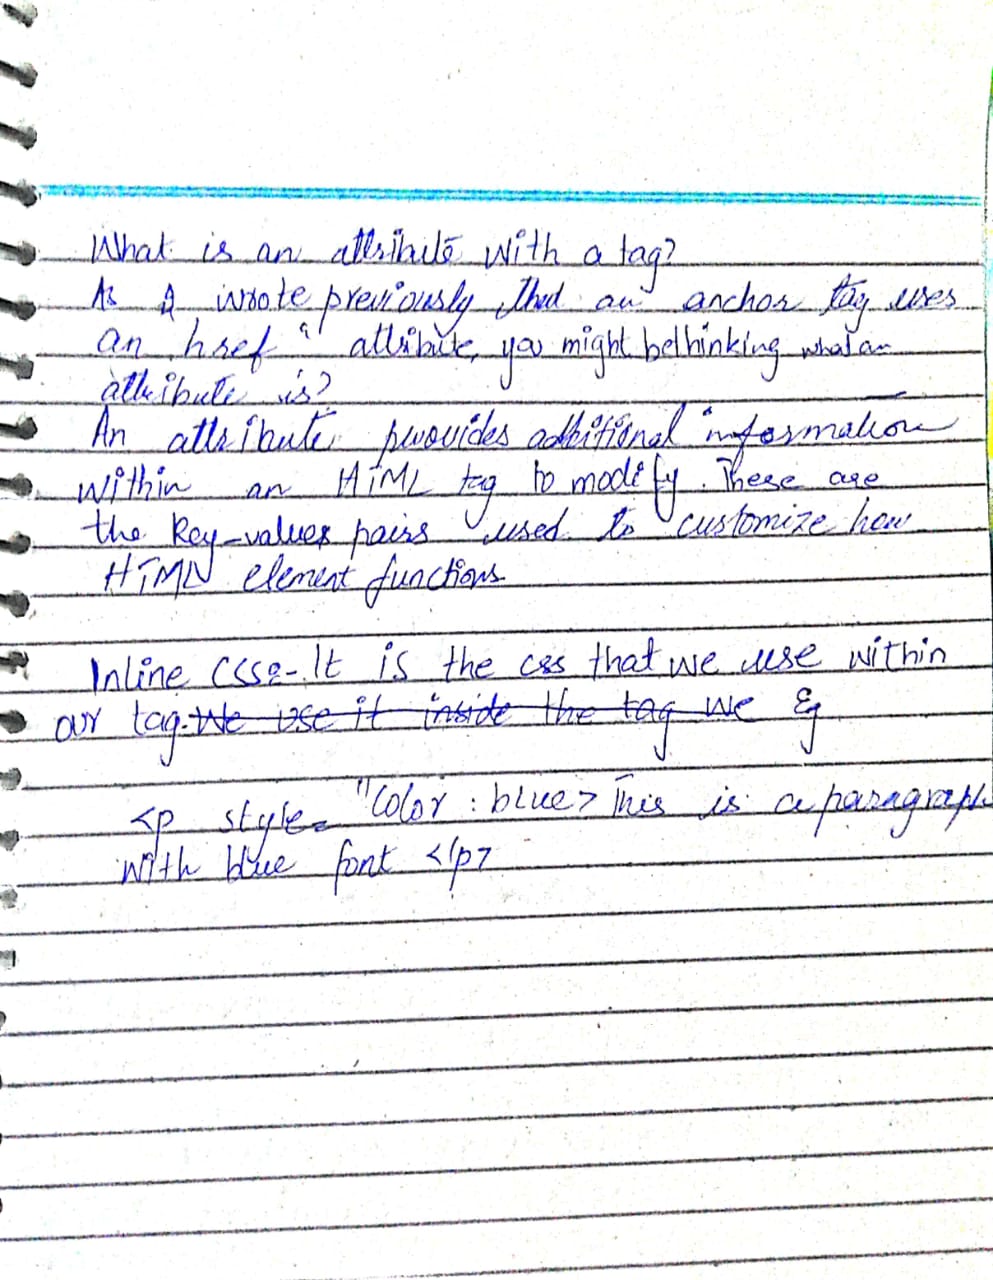 What is an attribute with a tag?
As I wrote previously that an anchor tag uses
an href " attribute, you might be thinking what an
attribute is?
An attribute provides additional information
within an HTML tag to modify. These are
the key-values pairs used to customize how
HTML element functions
Inline CSS:- It is the css that we use within
our tag. We use it inside the tag we Eg
<p style= "Color : blue> This is a paragraph
with blue font </p>